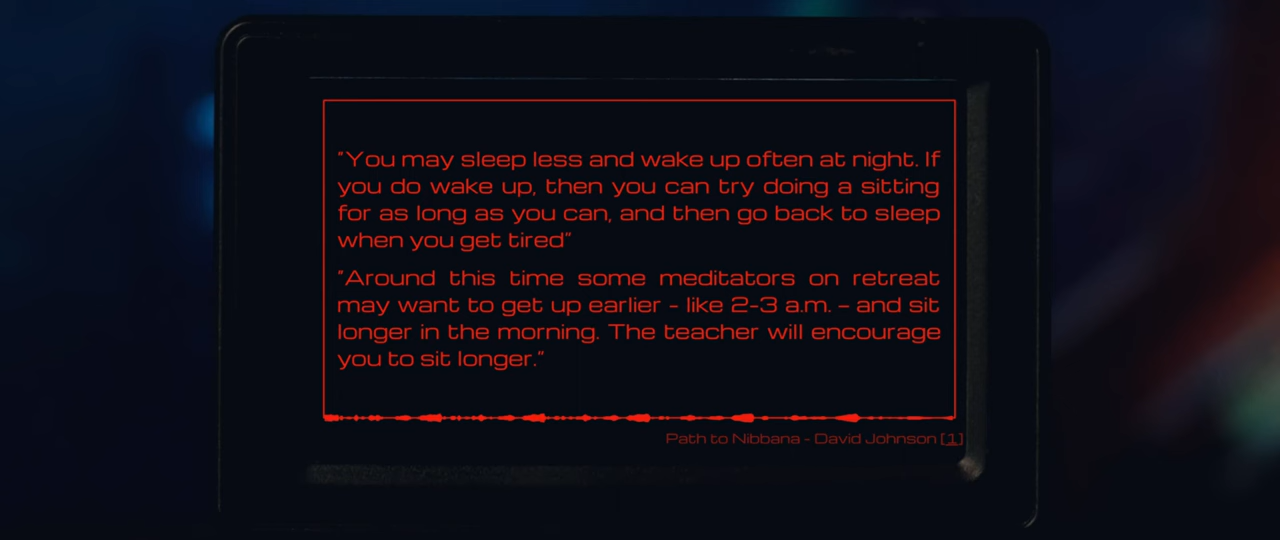 "You may sleep less and wake up often at night. If
you do wake up, then you can try doing a sitting
for as long as you can, and then go back to sleep
when you get tired"
"Around this time some meditators on retreat
may want to get up earlier - like 2-3 a.m. – and sit
longer in the morning. The teacher will encourage
you to sit longer."
Path to Nibbana - David Johnson [1]